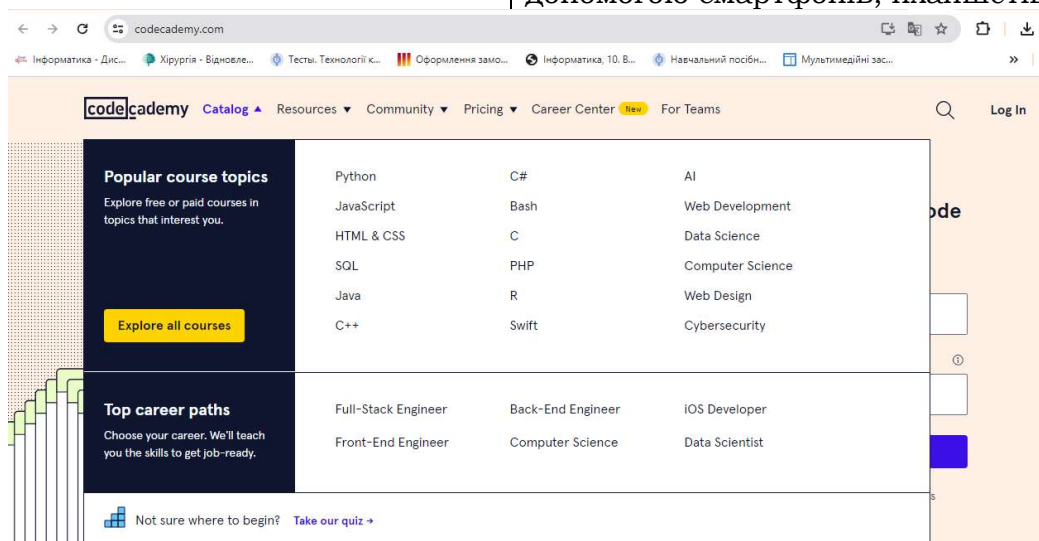 допомогою смартфонів, планшетів
codecademy.com
Інформатика - Дис... Хірургія - Відновле... Тесты. Технології к... Оформлення замо... Інформатика, 10. В... Навчальний посібн... Мультимедійні зас... »
codecademy Catalog ▲ Resources ▼ Community ▼ Pricing ▼ Career Center New For Teams Log In
Popular course topics
Explore free or paid courses in
topics that interest you.
Explore all courses
Python C# AI
JavaScript Bash Web Development
HTML & CSS C Data Science
SQL PHP Computer Science
Java R Web Design
C++ Swift Cybersecurity
ode
Top career paths
Choose your career. We'll teach
you the skills to get job-ready.
Full-Stack Engineer Back-End Engineer iOS Developer
Front-End Engineer Computer Science Data Scientist
s
Not sure where to begin? Take our quiz →